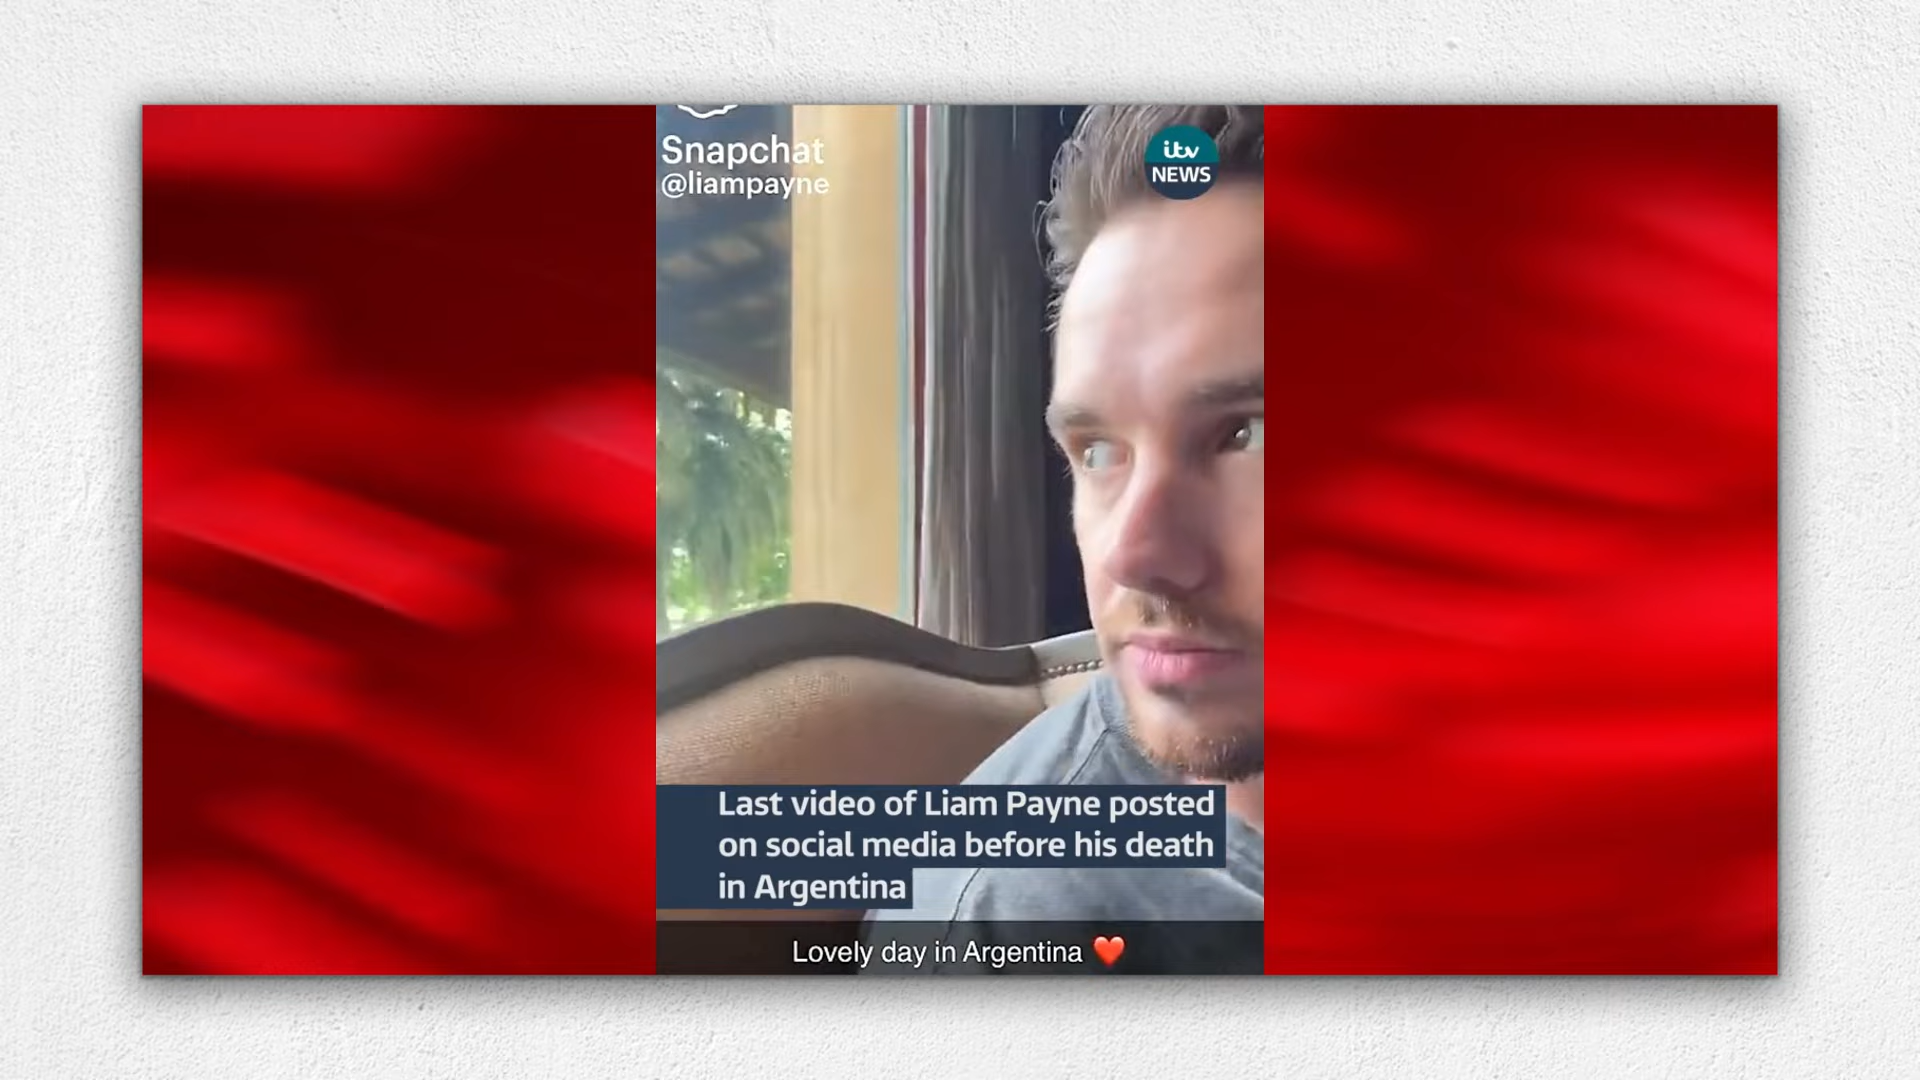 Snapchat
@liampayne
itv
NEWS
Last video of Liam Payne posted
on social media before his death
in Argentina
Lovely day in Argentina ❤️